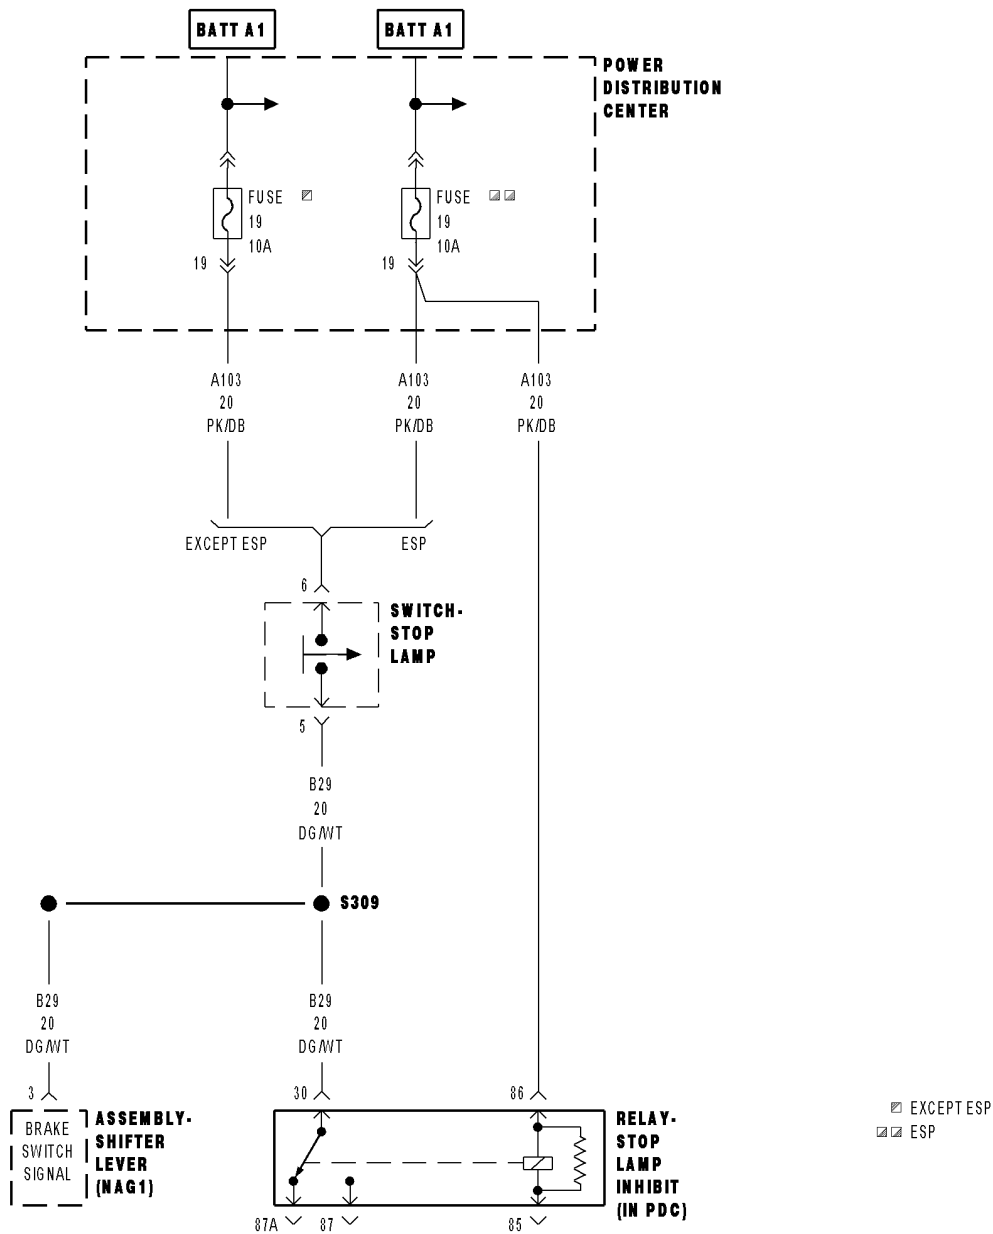 BATT A1
BATT A1
POWER
DISTRIBUTION
CENTER
FUSE
19
10A
FUSE
19
10A
19
19
A103
20
PK/DB
A103
20
PK/DB
A103
20
PK/DB
EXCEPT ESP
ESP
6
SWITCH-
STOP
LAMP
5
B29
20
DG/WT
S309
B29
20
DG/WT
B29
20
DG/WT
3
30
86
BRAKE
SWITCH
SIGNAL
ASSEMBLY-
SHIFTER
LEVER
(NAG1)
RELAY-
STOP
LAMP
INHIBIT
(IN PDC)
87A
87
85
EXCEPT ESP
ESP